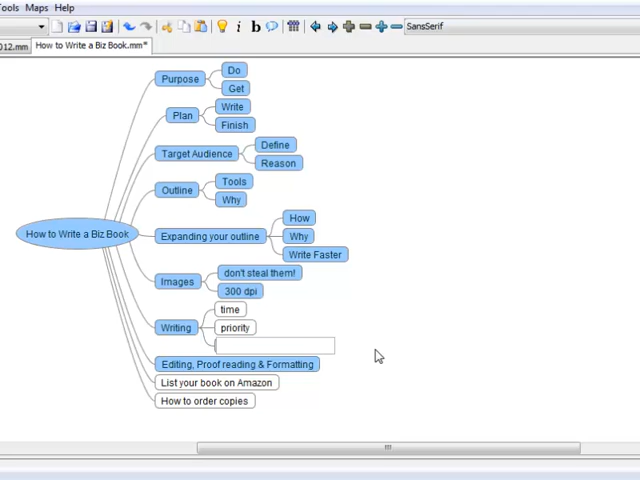 Tools Maps Help
SansSerif
012.mm How to Write a Biz Book.mm*
How to Write a Biz Book
Purpose
Do
Get
Plan
Write
Finish
Target Audience
Define
Reason
Outline
Tools
Why
Expanding your outline
How
Why
Write Faster
Images
don't steal them!
300 dpi
Writing
time
priority
Editing, Proof reading & Formatting
List your book on Amazon
How to order copies